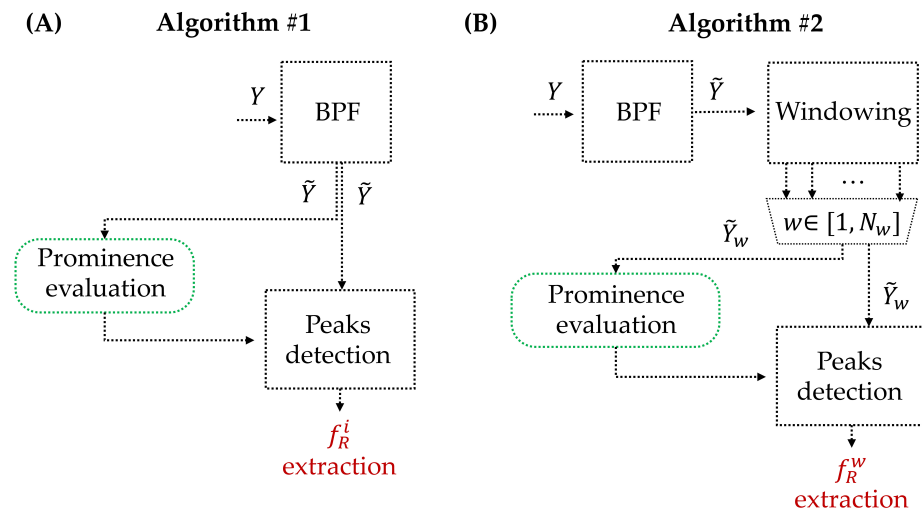 (A)
Algorithm #1
Y
BPF
Ỹ
Ỹ
Prominence
evaluation
Peaks
detection
f_R^i
extraction
(B)
Algorithm #2
Y
BPF
Ỹ
Windowing
...
w∈ [1, N_w]
Ỹ_w
Prominence
evaluation
Ỹ_w
Peaks
detection
f_R^w
extraction